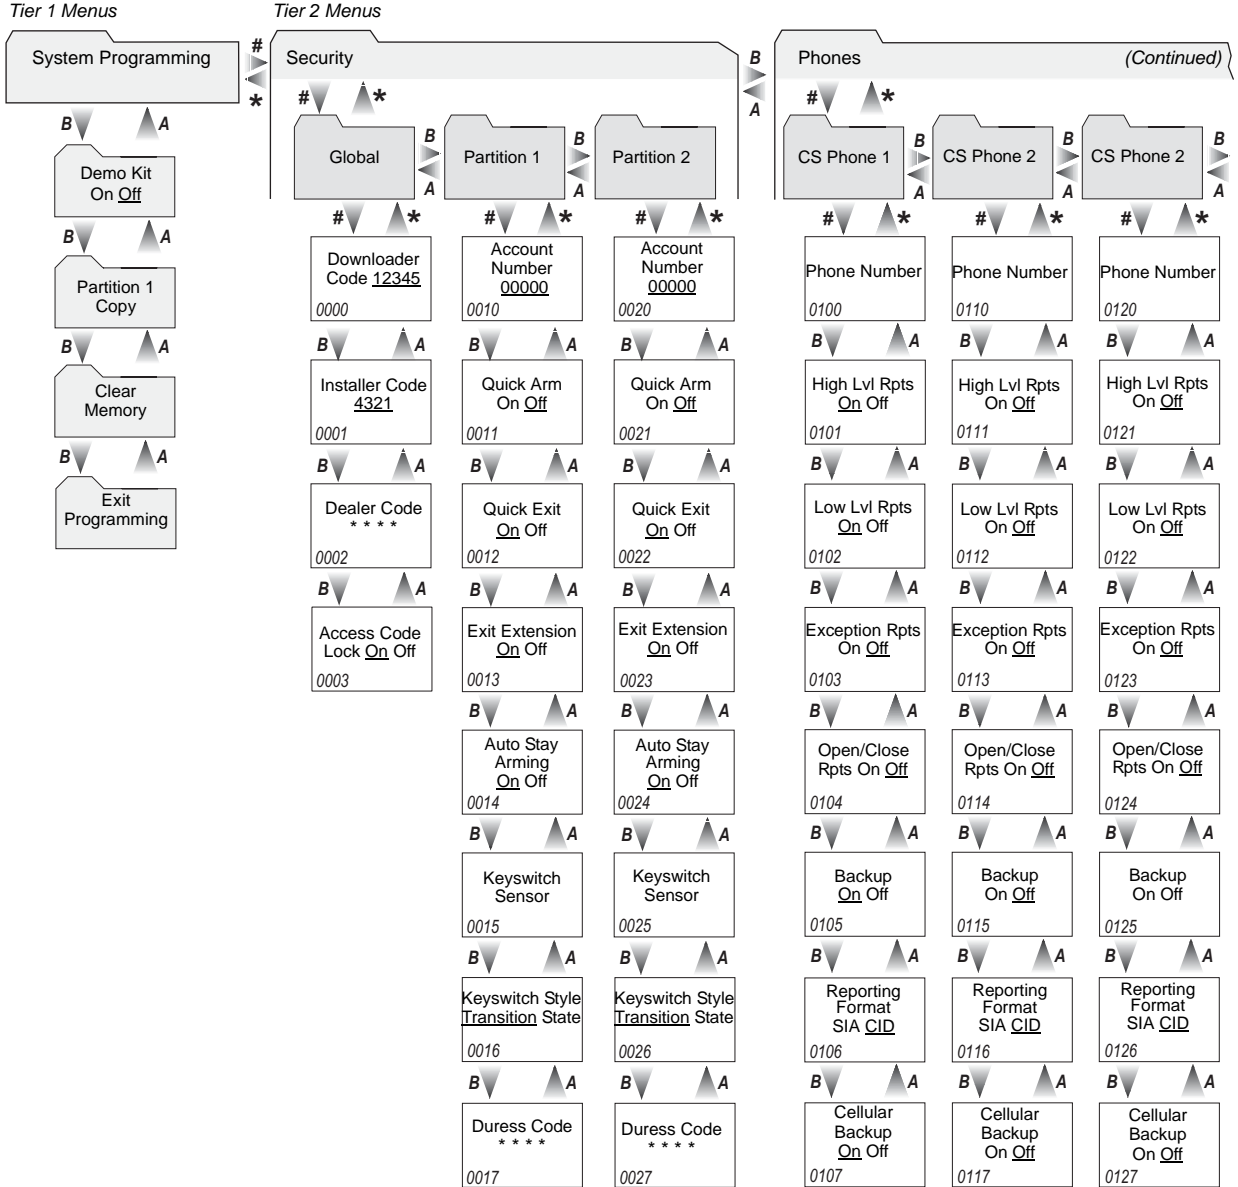 Tier 1 Menus
Tier 2 Menus
System Programming
#
*
Security
B
A
Phones
(Continued)
B
A
Demo Kit
On Off
B
A
Partition 1
Copy
B
A
Clear
Memory
B
A
Exit
Programming
#
*
Global
B
A
Partition 1
B
A
Partition 2
#
*
CS Phone 1
B
A
CS Phone 2
B
A
CS Phone 2
B
A
#
*
Downloader
Code 12345
0000
B
A
Installer Code
4321
0001
B
A
Dealer Code
* * * *
0002
B
A
Access Code
Lock On Off
0003
#
*
Account
Number
00000
0010
B
A
Quick Arm
On Off
0011
B
A
Quick Exit
On Off
0012
B
A
Exit Extension
On Off
0013
B
A
Auto Stay
Arming
On Off
0014
B
A
Keyswitch
Sensor
0015
B
A
Keyswitch Style
Transition State
0016
B
A
Duress Code
* * * *
0017
#
*
Account
Number
00000
0020
B
A
Quick Arm
On Off
0021
B
A
Quick Exit
On Off
0022
B
A
Exit Extension
On Off
0023
B
A
Auto Stay
Arming
On Off
0024
B
A
Keyswitch
Sensor
0025
B
A
Keyswitch Style
Transition State
0026
B
A
Duress Code
* * * *
0027
#
*
Phone Number
0100
B
A
High Lvl Rpts
On Off
0101
B
A
Low Lvl Rpts
On Off
0102
B
A
Exception Rpts
On Off
0103
B
A
Open/Close
Rpts On Off
0104
B
A
Backup
On Off
0105
B
A
Reporting
Format
SIA CID
0106
B
A
Cellular
Backup
On Off
0107
#
*
Phone Number
0110
B
A
High Lvl Rpts
On Off
0111
B
A
Low Lvl Rpts
On Off
0112
B
A
Exception Rpts
On Off
0113
B
A
Open/Close
Rpts On Off
0114
B
A
Backup
On Off
0115
B
A
Reporting
Format
SIA CID
0116
B
A
Cellular
Backup
On Off
0117
#
*
Phone Number
0120
B
A
High Lvl Rpts
On Off
0121
B
A
Low Lvl Rpts
On Off
0122
B
A
Exception Rpts
On Off
0123
B
A
Open/Close
Rpts On Off
0124
B
A
Backup
On Off
0125
B
A
Reporting
Format
SIA CID
0126
B
A
Cellular
Backup
On Off
0127